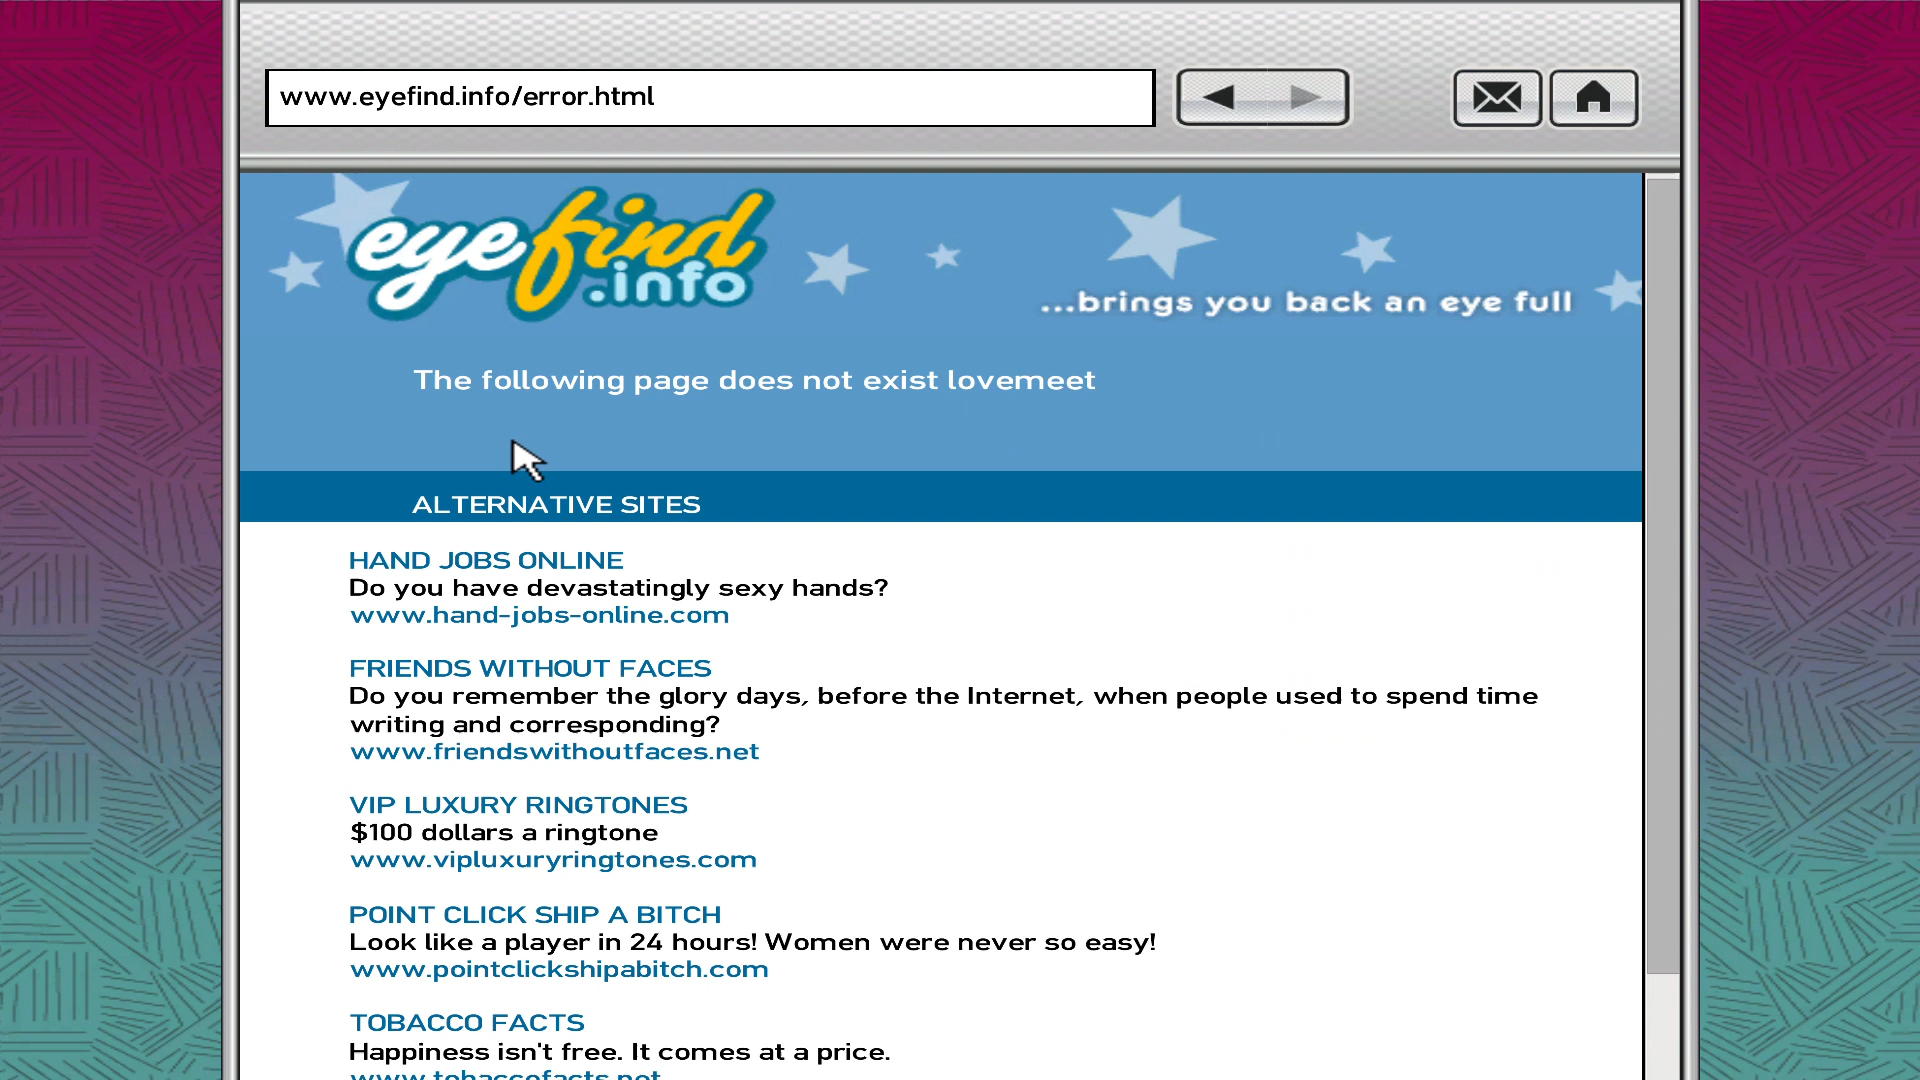 www.eyefind.info/error.html
eyefind
.info
...brings you back an eye full
The following page does not exist lovemeet
ALTERNATIVE SITES
HAND JOBS ONLINE
Do you have devastatingly sexy hands?
www.hand-jobs-online.com
FRIENDS WITHOUT FACES
Do you remember the glory days, before the Internet, when people used to spend time
writing and corresponding?
www.friendswithoutfaces.net
VIP LUXURY RINGTONES
$100 dollars a ringtone
www.vipluxuryringtones.com
POINT CLICK SHIP A BITCH
Look like a player in 24 hours! Women were never so easy!
www.pointclickshipabitch.com
TOBACCO FACTS
Happiness isn't free. It comes at a price.
www.tobaccofacts.net